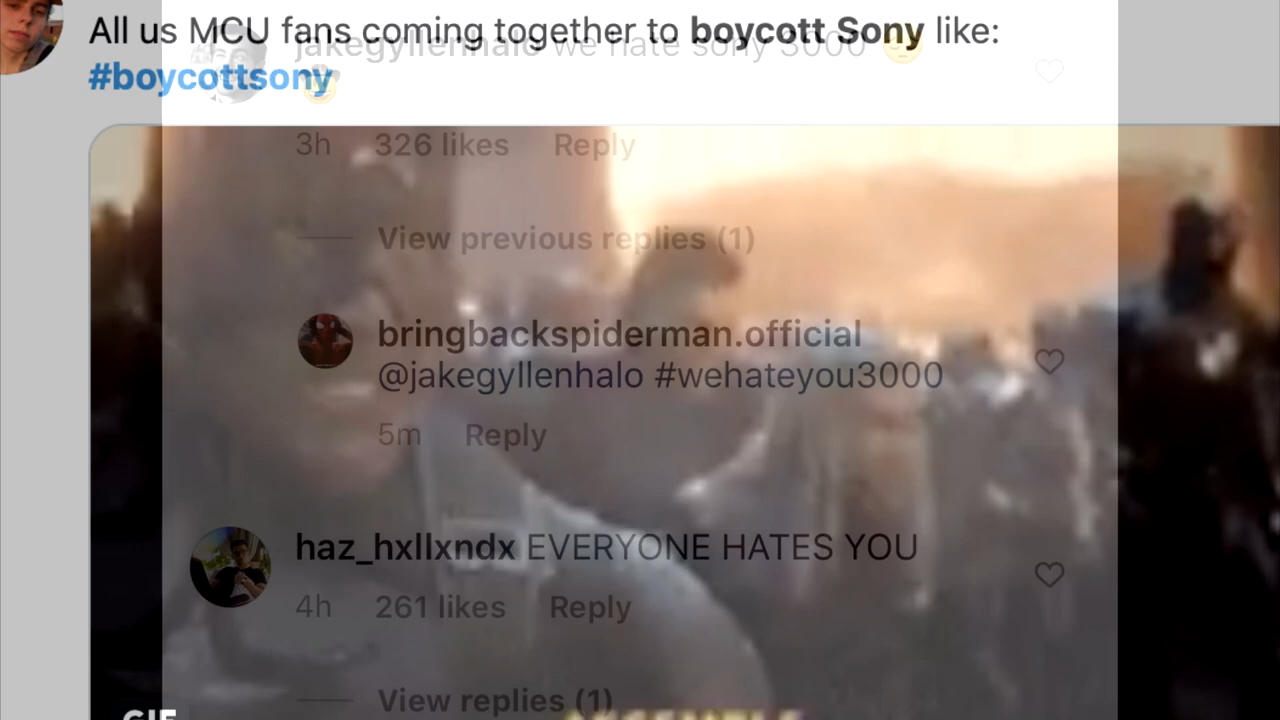 All us MCU fans coming together to boycott Sony like:
#boycottsony
jakegyllenhalo we hate sony 3000
3h 326 likes Reply
View previous replies (1)
bringbackspiderman.official
@jakegyllenhalo #wehateyou3000
5m Reply
haz_hxllxndx EVERYONE HATES YOU
4h 261 likes Reply
View replies (1)
GIF